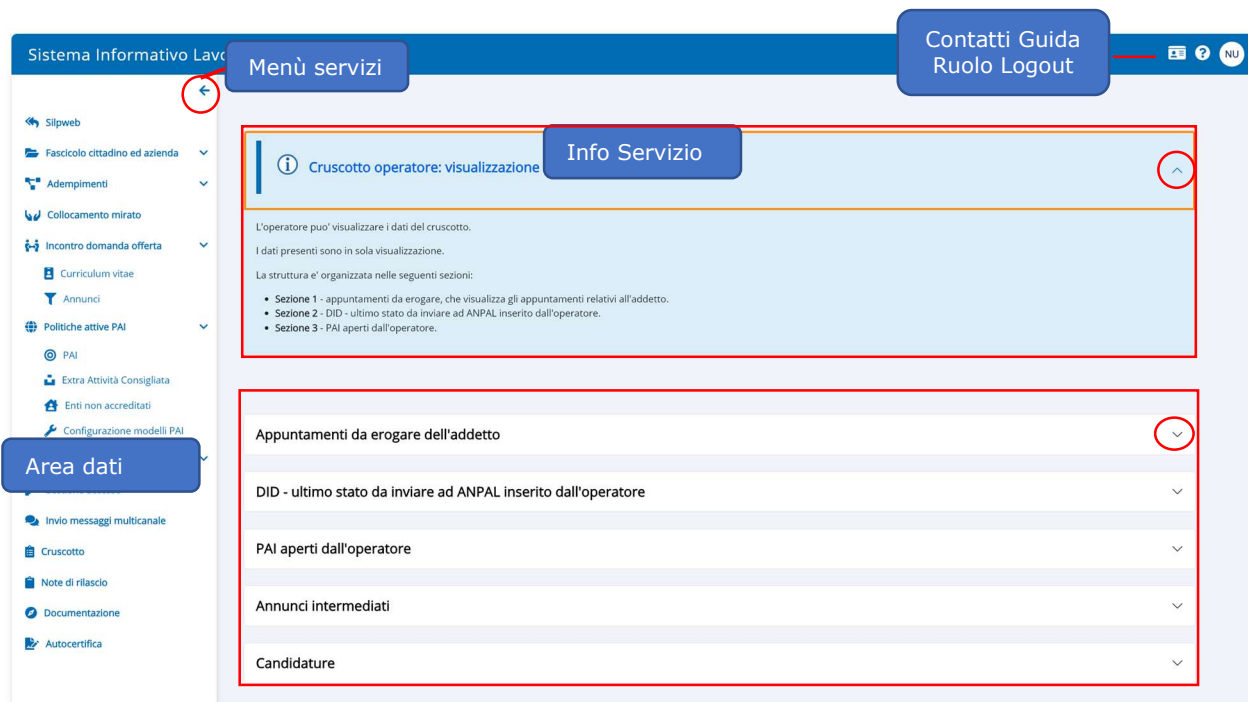 Contatti Guida
Ruolo Logout
Sistema Informativo Lavo
Menù servizi
NU
Silpweb
Fascicolo cittadino ed azienda
Adempimenti
Collocamento mirato
Incontro domanda offerta
Curriculum vitae
Annunci
Politiche attive PAI
PAI
Extra Attività Consigliata
Enti non accreditati
Configurazione modelli PAI
Area dati
Invio messaggi multicanale
Cruscotto
Note di rilascio
Documentazione
Autocertifica
Info Servizio
Cruscotto operatore: visualizzazione
L'operatore puo' visualizzare i dati del cruscotto.
I dati presenti sono in sola visualizzazione.
La struttura e' organizzata nelle seguenti sezioni:
• Sezione 1 - appuntamenti da erogare, che visualizza gli appuntamenti relativi all'addetto.
• Sezione 2 - DID - ultimo stato da inviare ad ANPAL inserito dall'operatore.
• Sezione 3 - PAI aperti dall'operatore.
Appuntamenti da erogare dell'addetto
DID - ultimo stato da inviare ad ANPAL inserito dall'operatore
PAI aperti dall'operatore
Annunci intermediati
Candidature